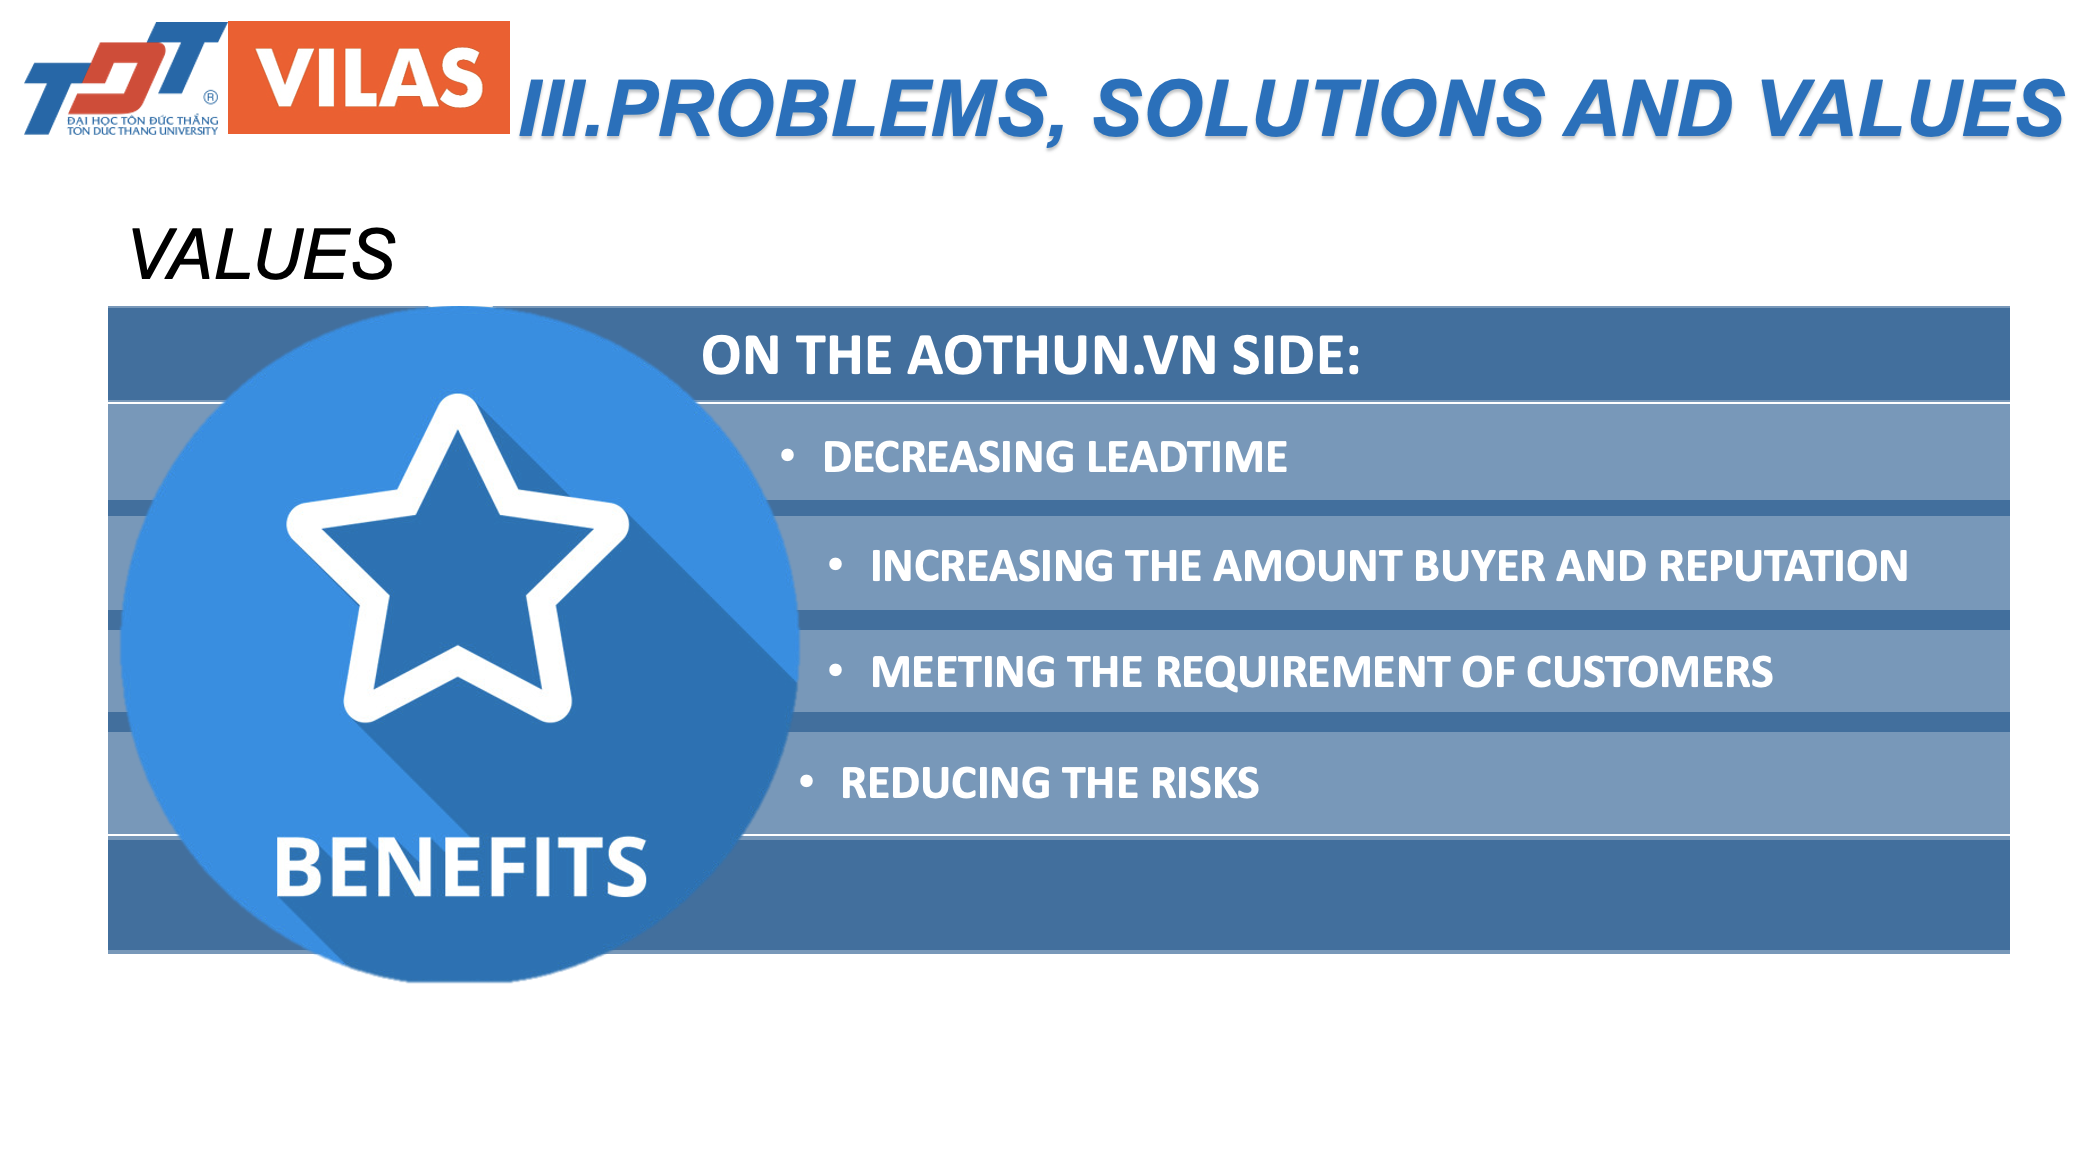 TDT
®
ĐẠI HỌC TÔN ĐỨC THẮNG
TON DUC THANG UNIVERSITY
VILAS
III.PROBLEMS, SOLUTIONS AND VALUES
VALUES
ON THE AOTHUN.VN SIDE:
• DECREASING LEADTIME
• INCREASING THE AMOUNT BUYER AND REPUTATION
• MEETING THE REQUIREMENT OF CUSTOMERS
• REDUCING THE RISKS
BENEFITS